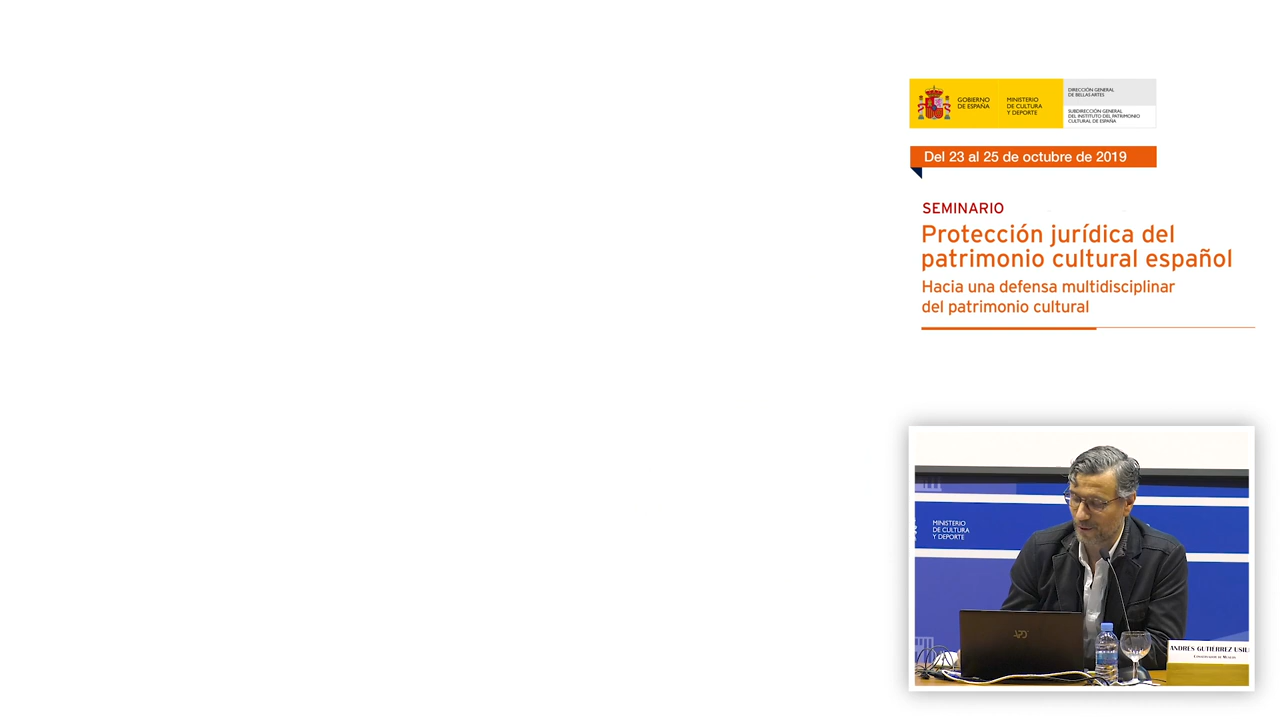 GOBIERNO
DE ESPAÑA
MINISTERIO
DE CULTURA
Y DEPORTE
DIRECCIÓN GENERAL
DE BELLAS ARTES
SUBDIRECCIÓN GENERAL
DEL INSTITUTO DEL PATRIMONIO
CULTURAL DE ESPAÑA
Del 23 al 25 de octubre de 2019
SEMINARIO
Protección jurídica del
patrimonio cultural español
Hacia una defensa multidisciplinar
del patrimonio cultural
MINISTERIO
DE CULTURA
Y DEPORTE
ANDRÉS GUTIÉRREZ